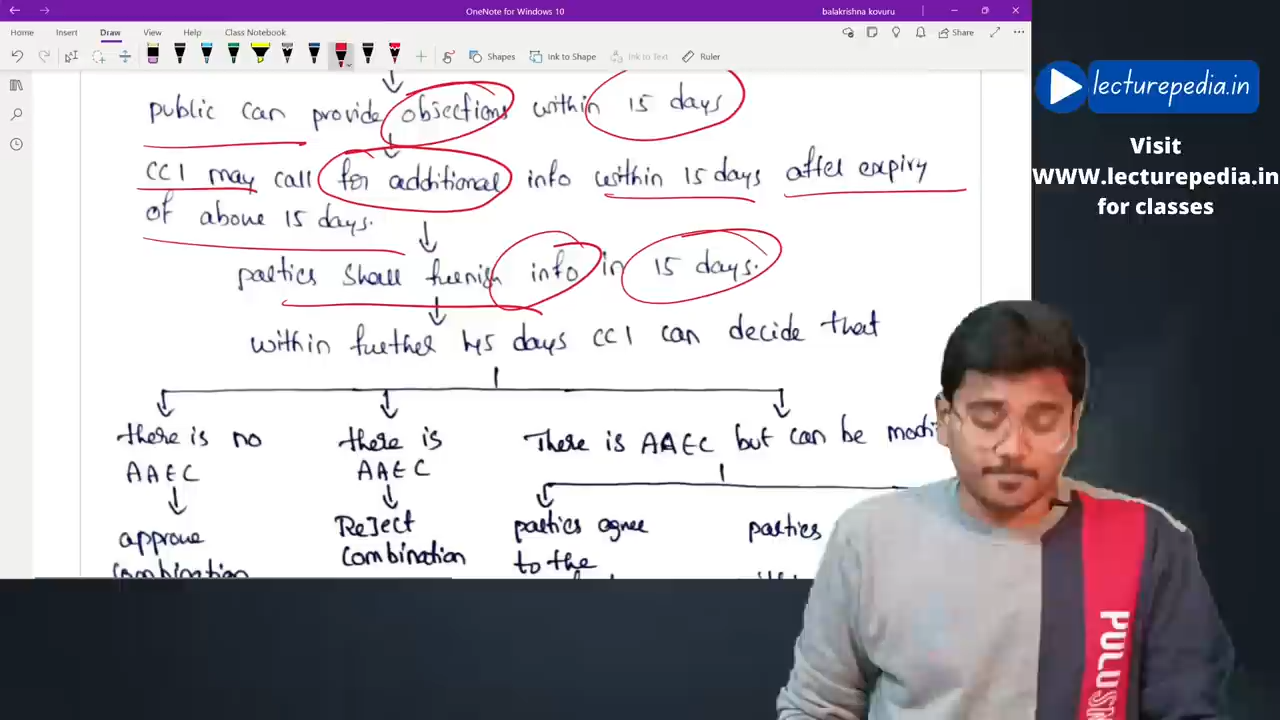 OneNote for Windows 10
balakrishna kovuru
Home Insert Draw View Help Class Notebook
Share
Shapes Ink to Shape Ink to Text Math Ruler
lecturepedia.in
Visit
WWW.lecturepedia.in
for classes
public can provide obsections within 15 days
CCI may call for additional info within 15 days after expiry
of above 15 days.
parties shall furnish info in 15 days.
within further 45 days CCI can decide that
there is no there is There is AAEC but can be
AAEC AAEC
approve Reject parties agree parties
combination combination to the
PULUS